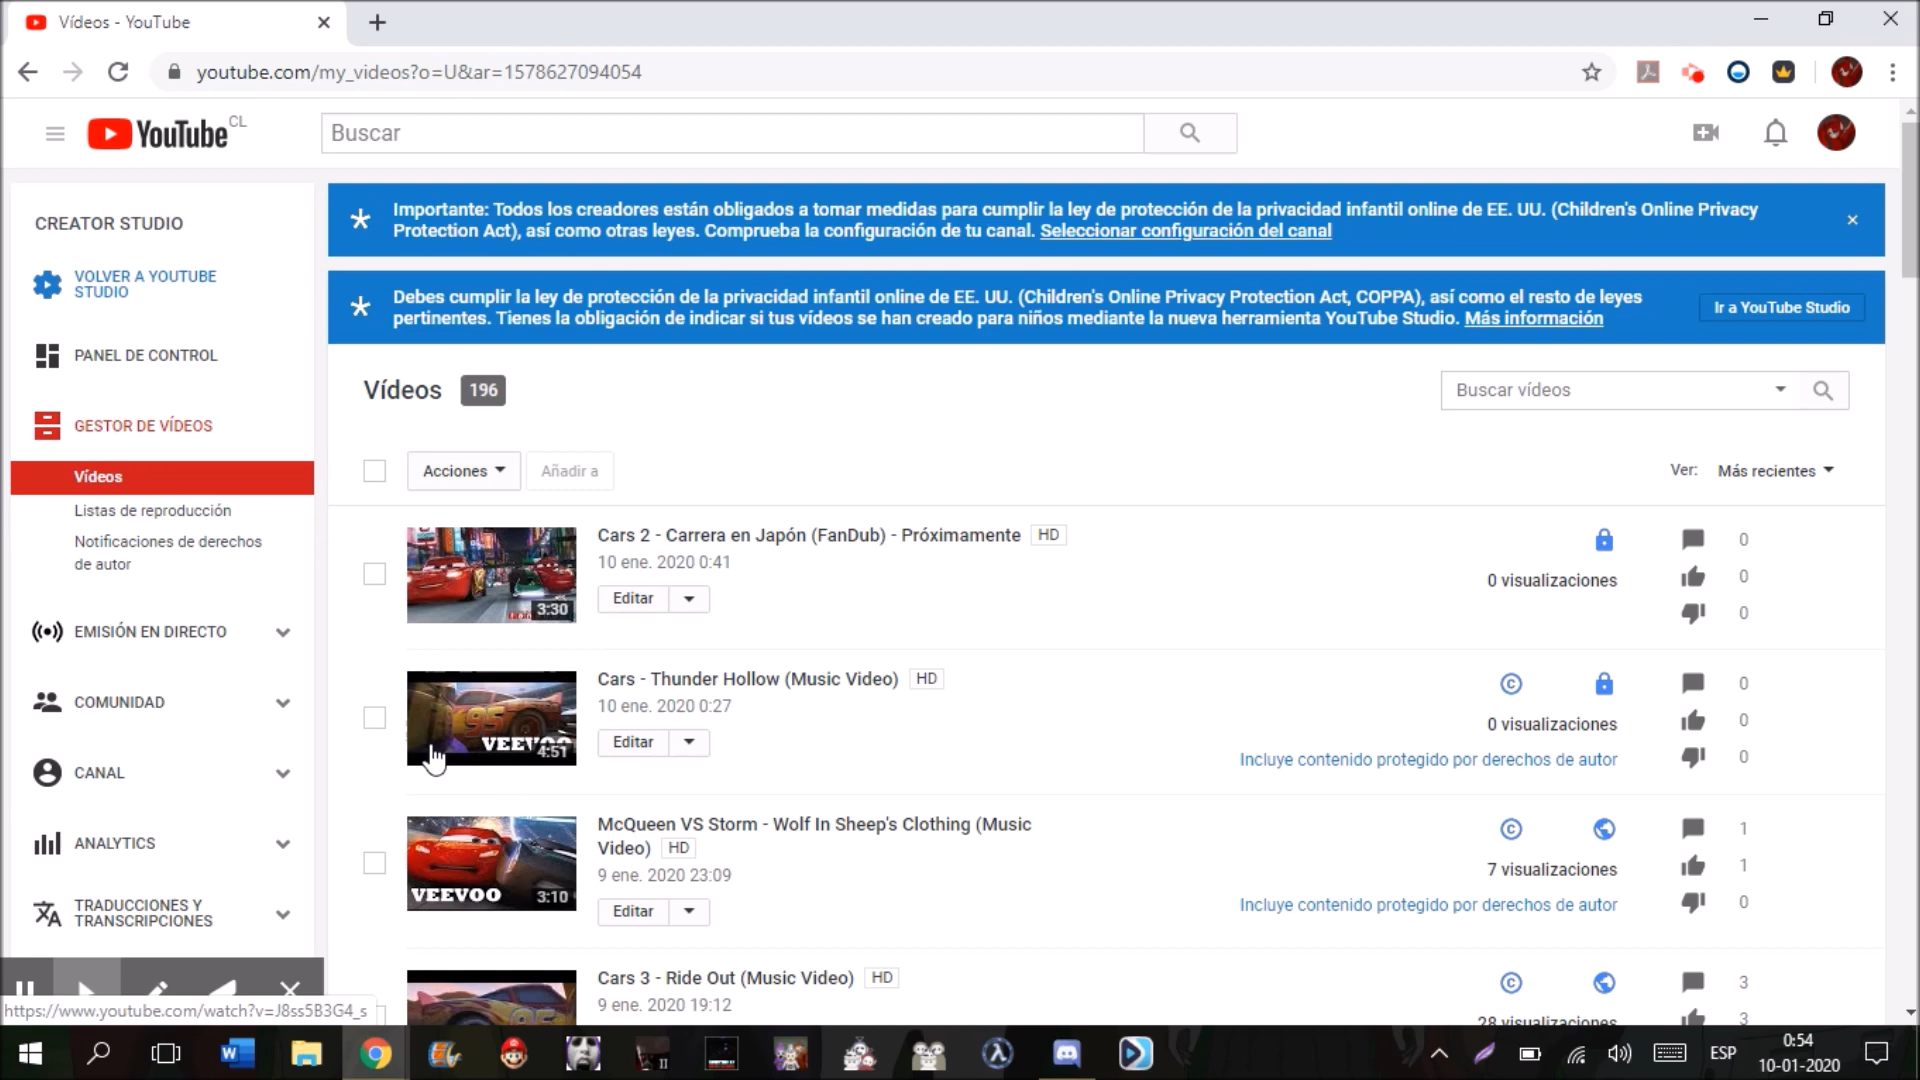 Vídeos - YouTube
youtube.com/my_videos?o=U&ar=1578627094054
YouTube CL
Buscar
CREATOR STUDIO
VOLVER A YOUTUBE
STUDIO
PANEL DE CONTROL
GESTOR DE VÍDEOS
Vídeos
Listas de reproducción
Notificaciones de derechos
de autor
EMISIÓN EN DIRECTO
COMUNIDAD
CANAL
ANALYTICS
TRADUCCIONES Y
TRANSCRIPCIONES
Importante: Todos los creadores están obligados a tomar medidas para cumplir la ley de protección de la privacidad infantil online de EE. UU. (Children's Online Privacy
Protection Act), así como otras leyes. Comprueba la configuración de tu canal. Seleccionar configuración del canal
Debes cumplir la ley de protección de la privacidad infantil online de EE. UU. (Children's Online Privacy Protection Act, COPPA), así como el resto de leyes
pertinentes. Tienes la obligación de indicar si tus vídeos se han creado para niños mediante la nueva herramienta YouTube Studio. Más información
Ir a YouTube Studio
Vídeos 196
Buscar vídeos
Acciones
Añadir a
Ver: Más recientes
3:30
Cars 2 - Carrera en Japón (FanDub) - Próximamente HD
10 ene. 2020 0:41
Editar
0 visualizaciones
0
0
0
95
VEEVOO
4:51
Cars - Thunder Hollow (Music Video) HD
10 ene. 2020 0:27
Editar
0 visualizaciones
Incluye contenido protegido por derechos de autor
0
0
0
VEEVOO
3:10
McQueen VS Storm - Wolf In Sheep's Clothing (Music
Video) HD
9 ene. 2020 23:09
Editar
7 visualizaciones
Incluye contenido protegido por derechos de autor
1
1
0
95
Cars 3 - Ride Out (Music Video) HD
9 ene. 2020 19:12
28 visualizaciones
3
3
https://www.youtube.com/watch?v=J8ss5B3G4_s
II
ESP
0:54
10-01-2020